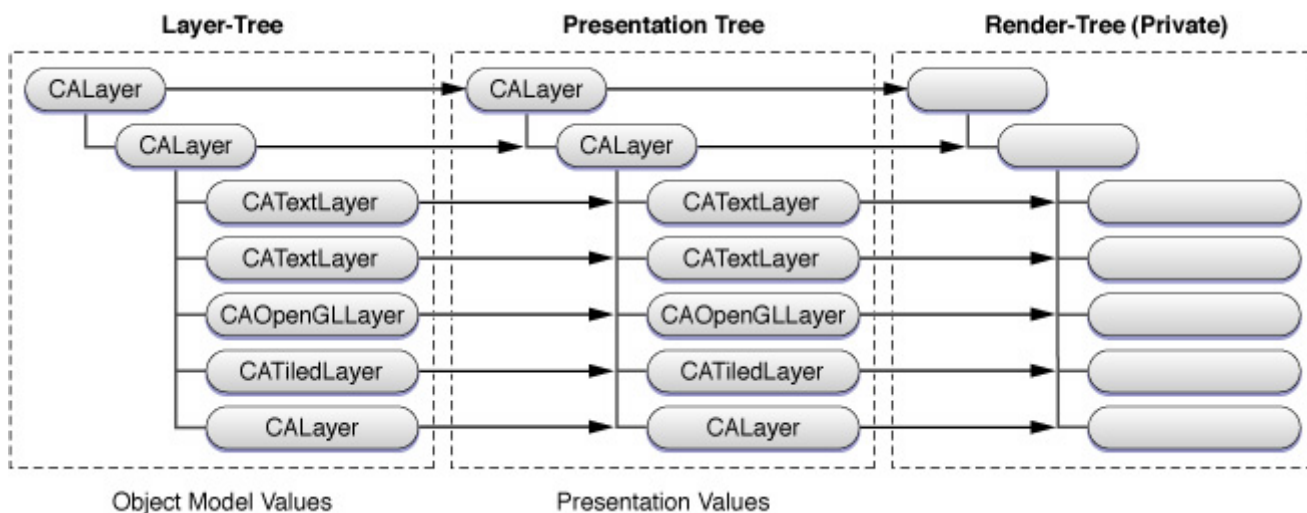 Layer-Tree
Presentation Tree
Render-Tree (Private)
CALayer
CALayer
CALayer
CALayer
CATextLayer
CATextLayer
CATextLayer
CATextLayer
CAOpenGLLayer
CAOpenGLLayer
CATiledLayer
CATiledLayer
CALayer
CALayer
Object Model Values
Presentation Values